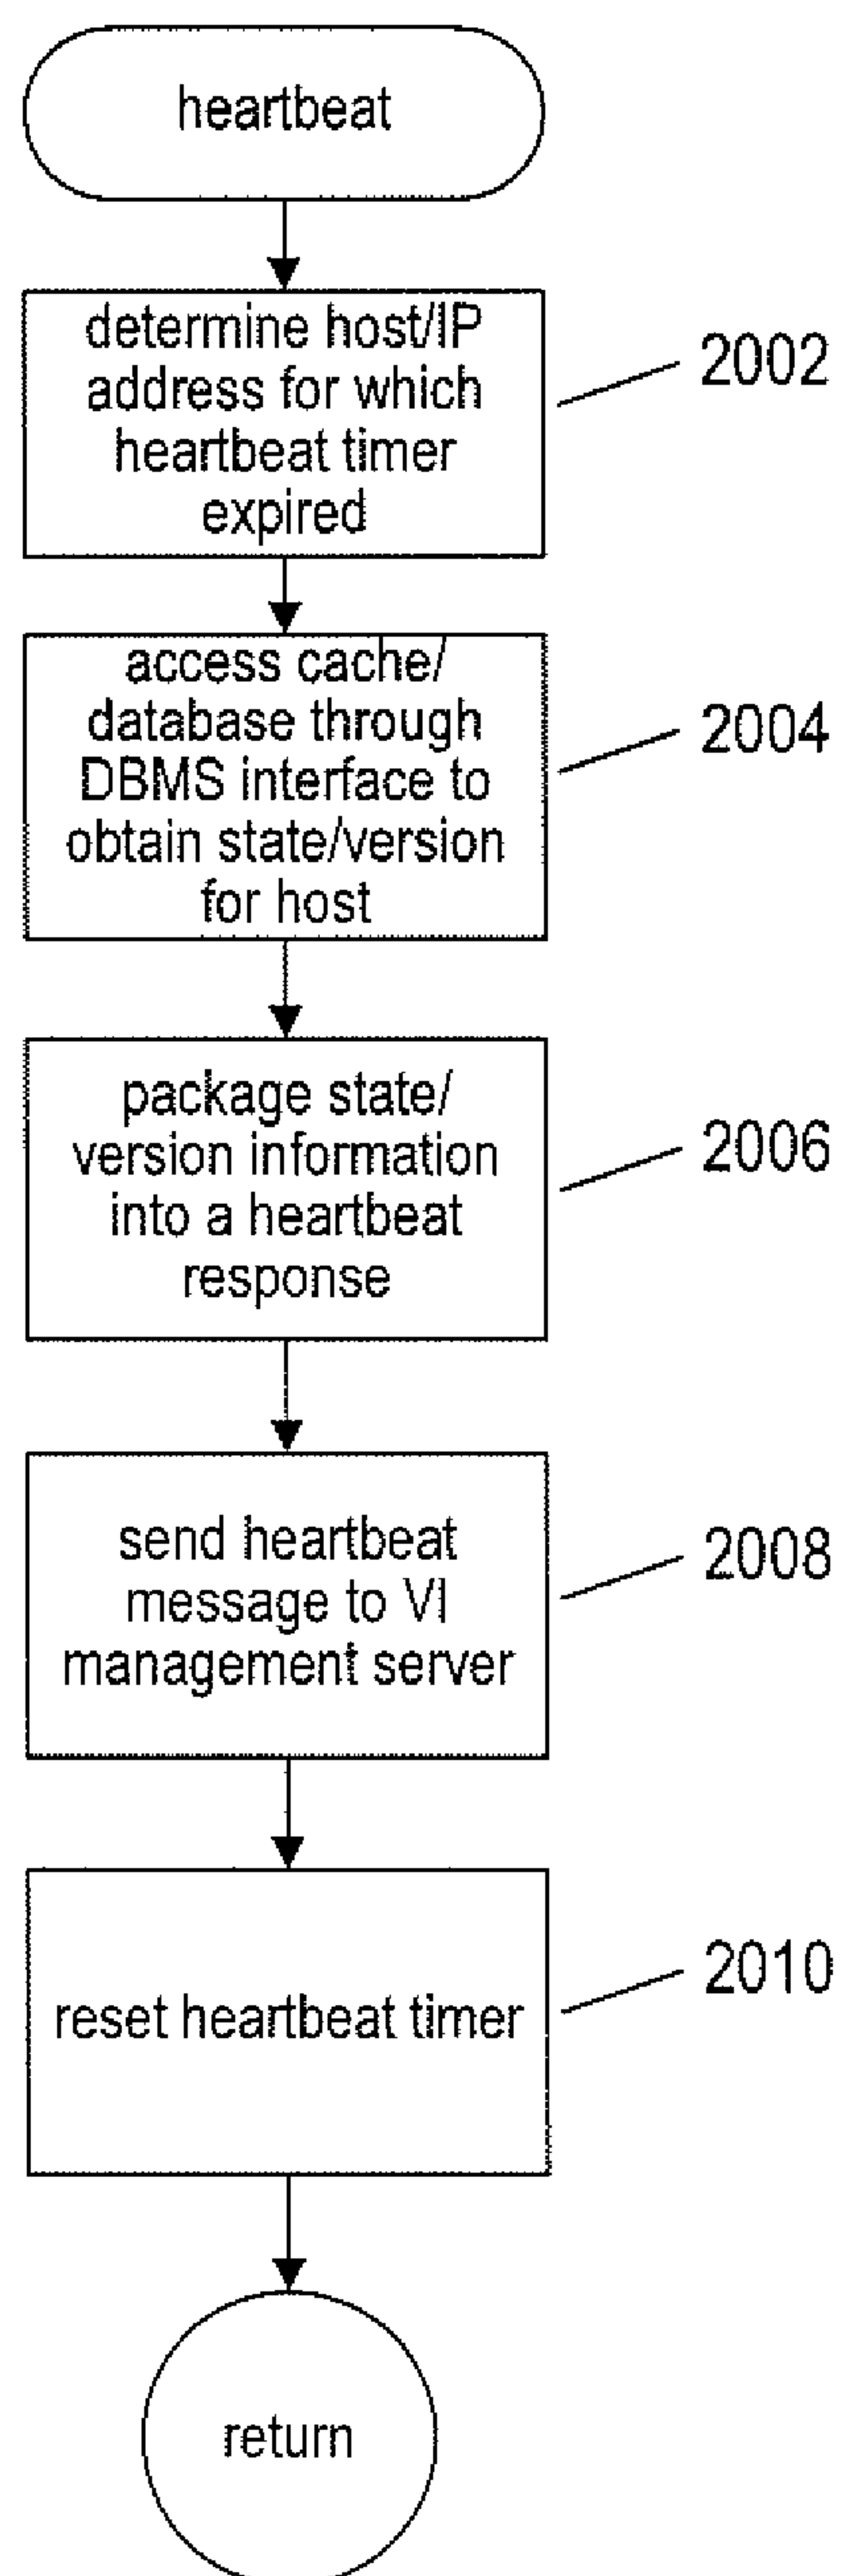 heartbeat
determine host/IP
address for which
heartbeat timer
expired
2002
access cache/
database through
DBMS interface to
obtain state/version
for host
2004
package state/
version information
into a heartbeat
response
2006
send heartbeat
message to VI
management server
2008
reset heartbeat timer
2010
return